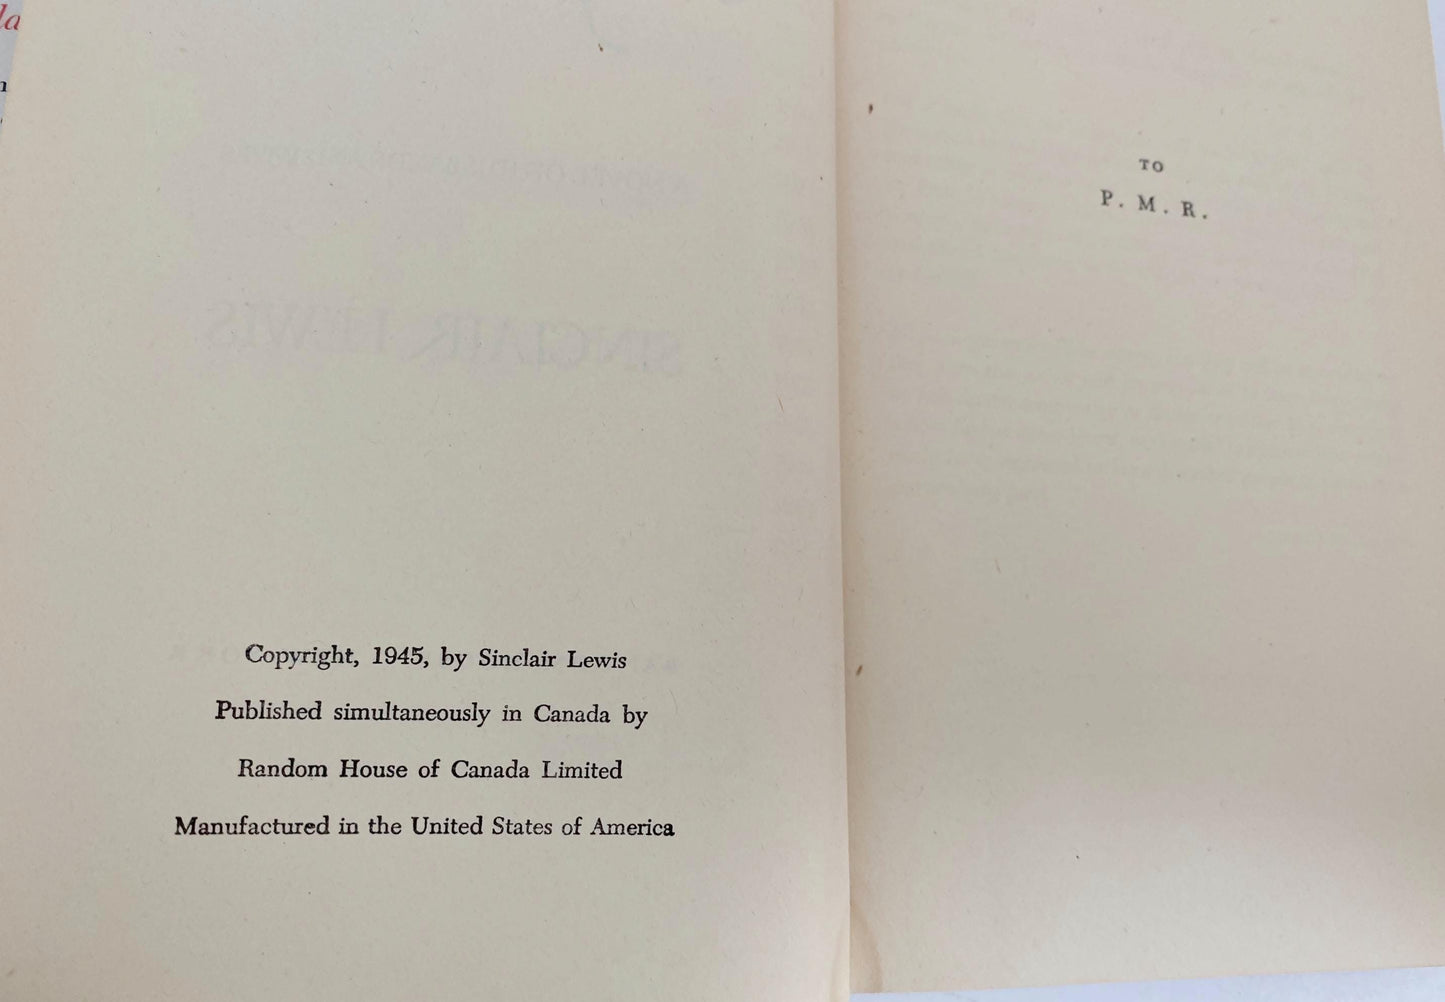 la
Copyright, 1945, by Sinclair Lewis
Published simultaneously in Canada by
Random House of Canada Limited
Manufactured in the United States of America
TO
P. M. R.